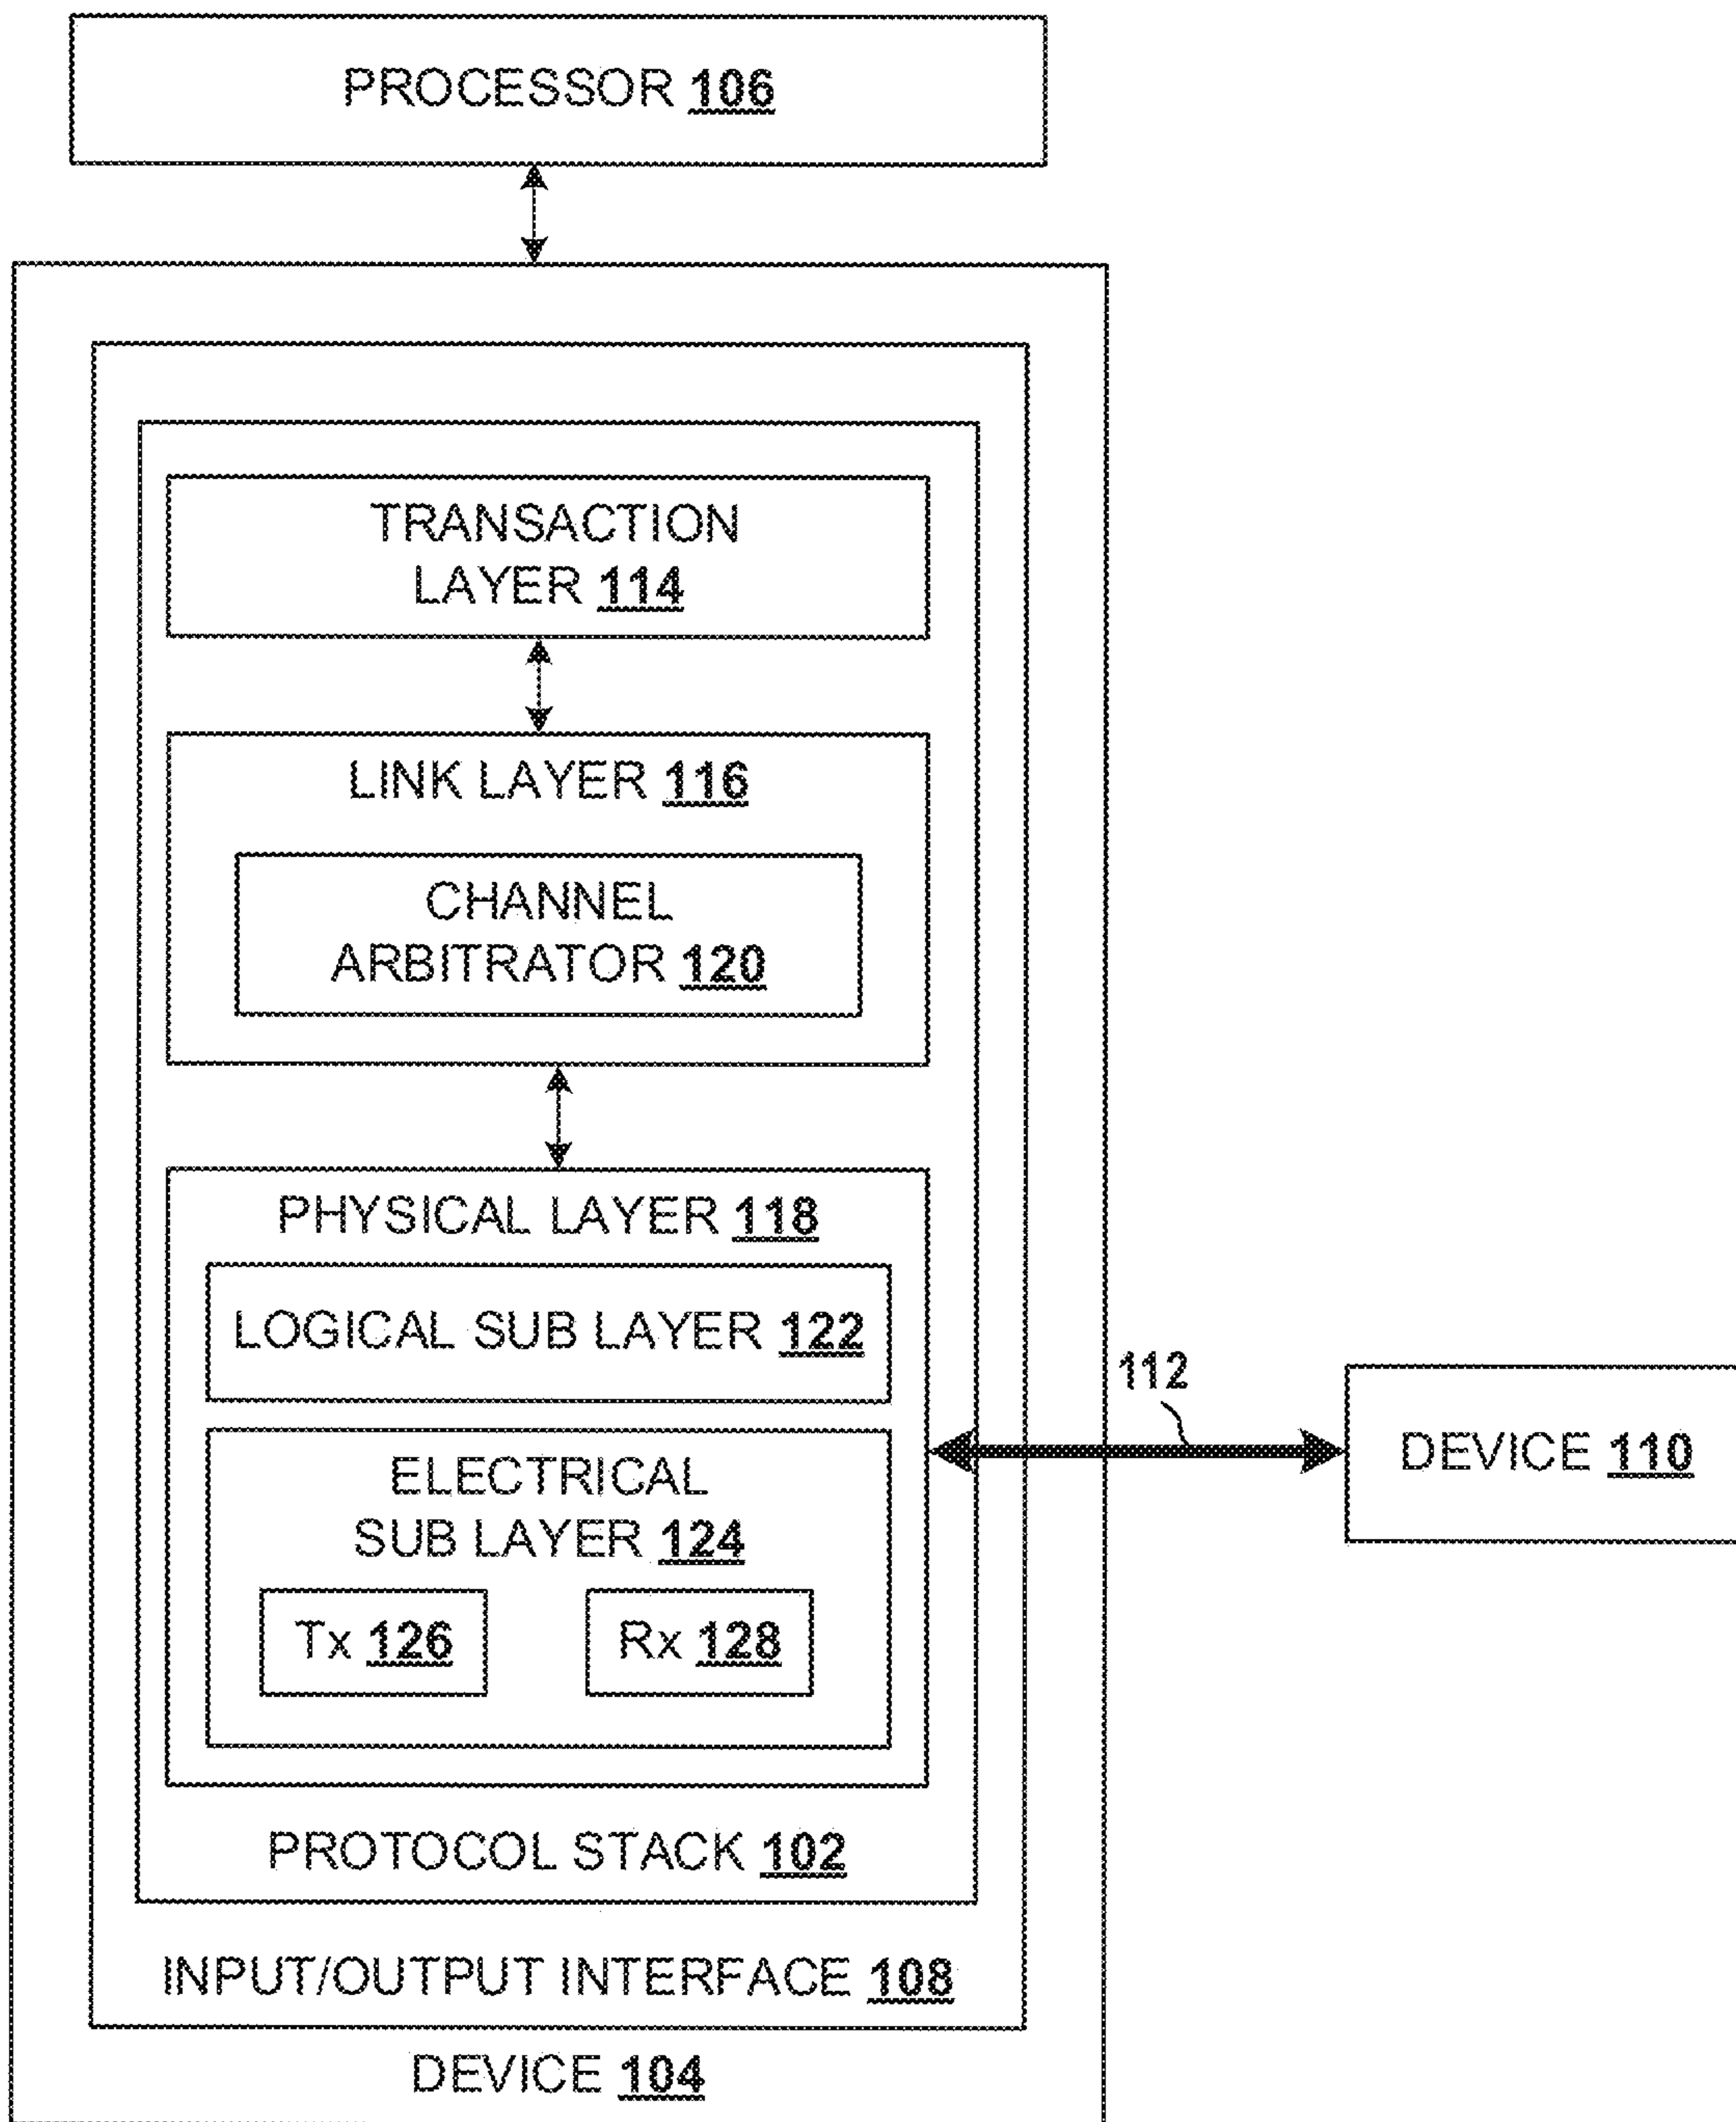 PROCESSOR 106
TRANSACTION
LAYER 114
LINK LAYER 116
CHANNEL
ARBITRATOR 120
PHYSICAL LAYER 118
LOGICAL SUB LAYER 122
112
DEVICE 110
ELECTRICAL
SUB LAYER 124
Tx 126
Rx 128
PROTOCOL STACK 102
INPUT/OUTPUT INTERFACE 108
DEVICE 104